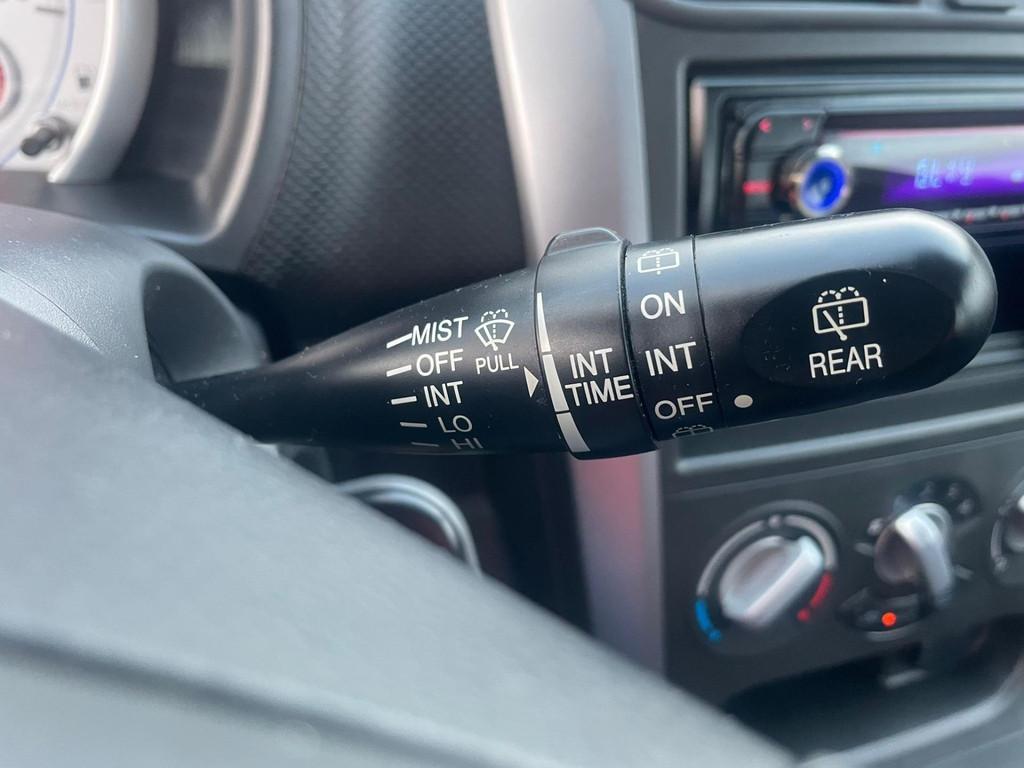 MIST
OFF
INT
LO
HI
PULL
INT
TIME
ON
INT
OFF
REAR